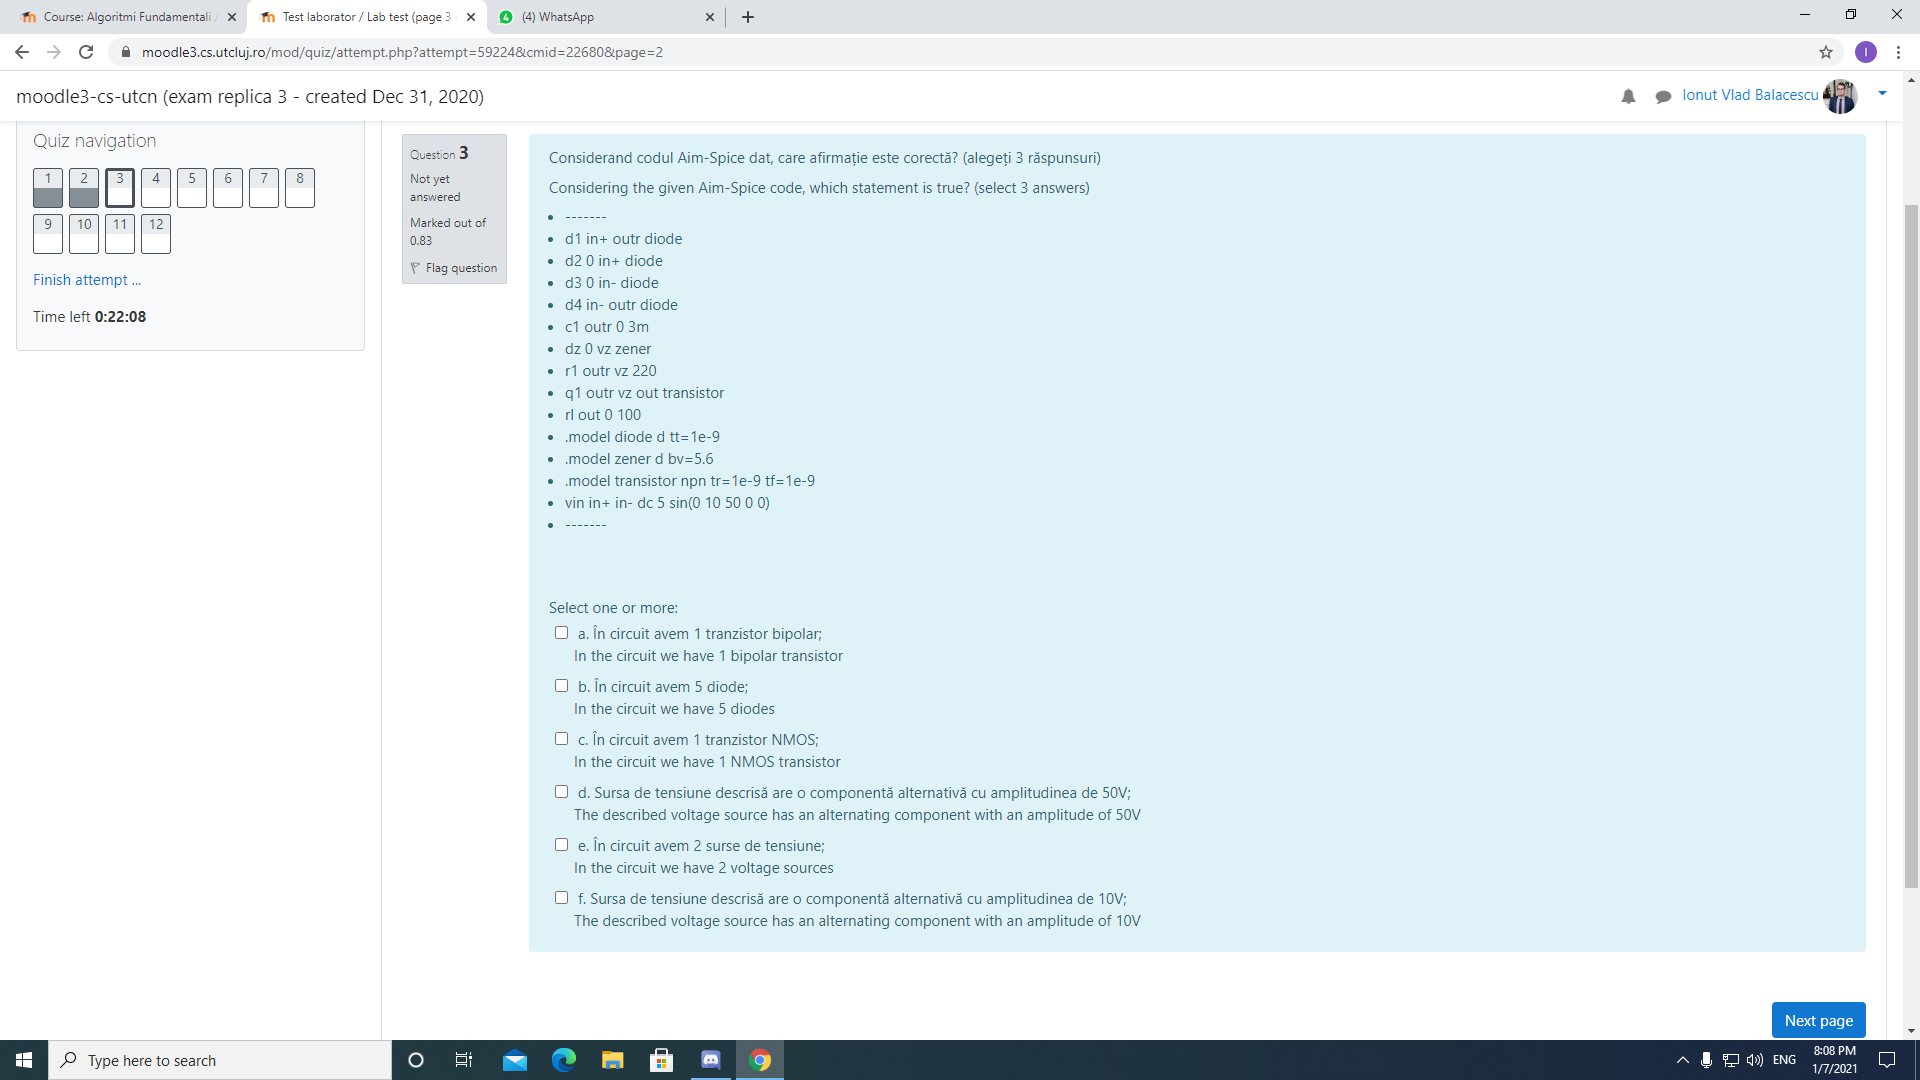 Course: Algoritmi Fundamentali /
Test laborator / Lab test (page 3
(4) WhatsApp
moodle3.cs.utcluj.ro/mod/quiz/attempt.php?attempt=59224&cmid=22680&page=2
I
moodle3-cs-utcn (exam replica 3 - created Dec 31, 2020)
Ionut Vlad Balacescu
Quiz navigation
1 2 3 4 5 6 7 8
9 10 11 12
Finish attempt ...
Time left 0:22:08
Question 3
Not yet
answered
Marked out of
0.83
Flag question
Considerand codul Aim-Spice dat, care afirmație este corectă? (alegeți 3 răspunsuri)
Considering the given Aim-Spice code, which statement is true? (select 3 answers)
-------
d1 in+ outr diode
d2 0 in+ diode
d3 0 in- diode
d4 in- outr diode
c1 outr 0 3m
dz 0 vz zener
r1 outr vz 220
q1 outr vz out transistor
rl out 0 100
.model diode d tt=1e-9
.model zener d bv=5.6
.model transistor npn tr=1e-9 tf=1e-9
vin in+ in- dc 5 sin(0 10 50 0 0)
-------
Select one or more:
a. În circuit avem 1 tranzistor bipolar;
In the circuit we have 1 bipolar transistor
b. În circuit avem 5 diode;
In the circuit we have 5 diodes
c. În circuit avem 1 tranzistor NMOS;
In the circuit we have 1 NMOS transistor
d. Sursa de tensiune descrisă are o componentă alternativă cu amplitudinea de 50V;
The described voltage source has an alternating component with an amplitude of 50V
e. În circuit avem 2 surse de tensiune;
In the circuit we have 2 voltage sources
f. Sursa de tensiune descrisă are o componentă alternativă cu amplitudinea de 10V;
The described voltage source has an alternating component with an amplitude of 10V
Next page
Type here to search
ENG
8:08 PM
1/7/2021